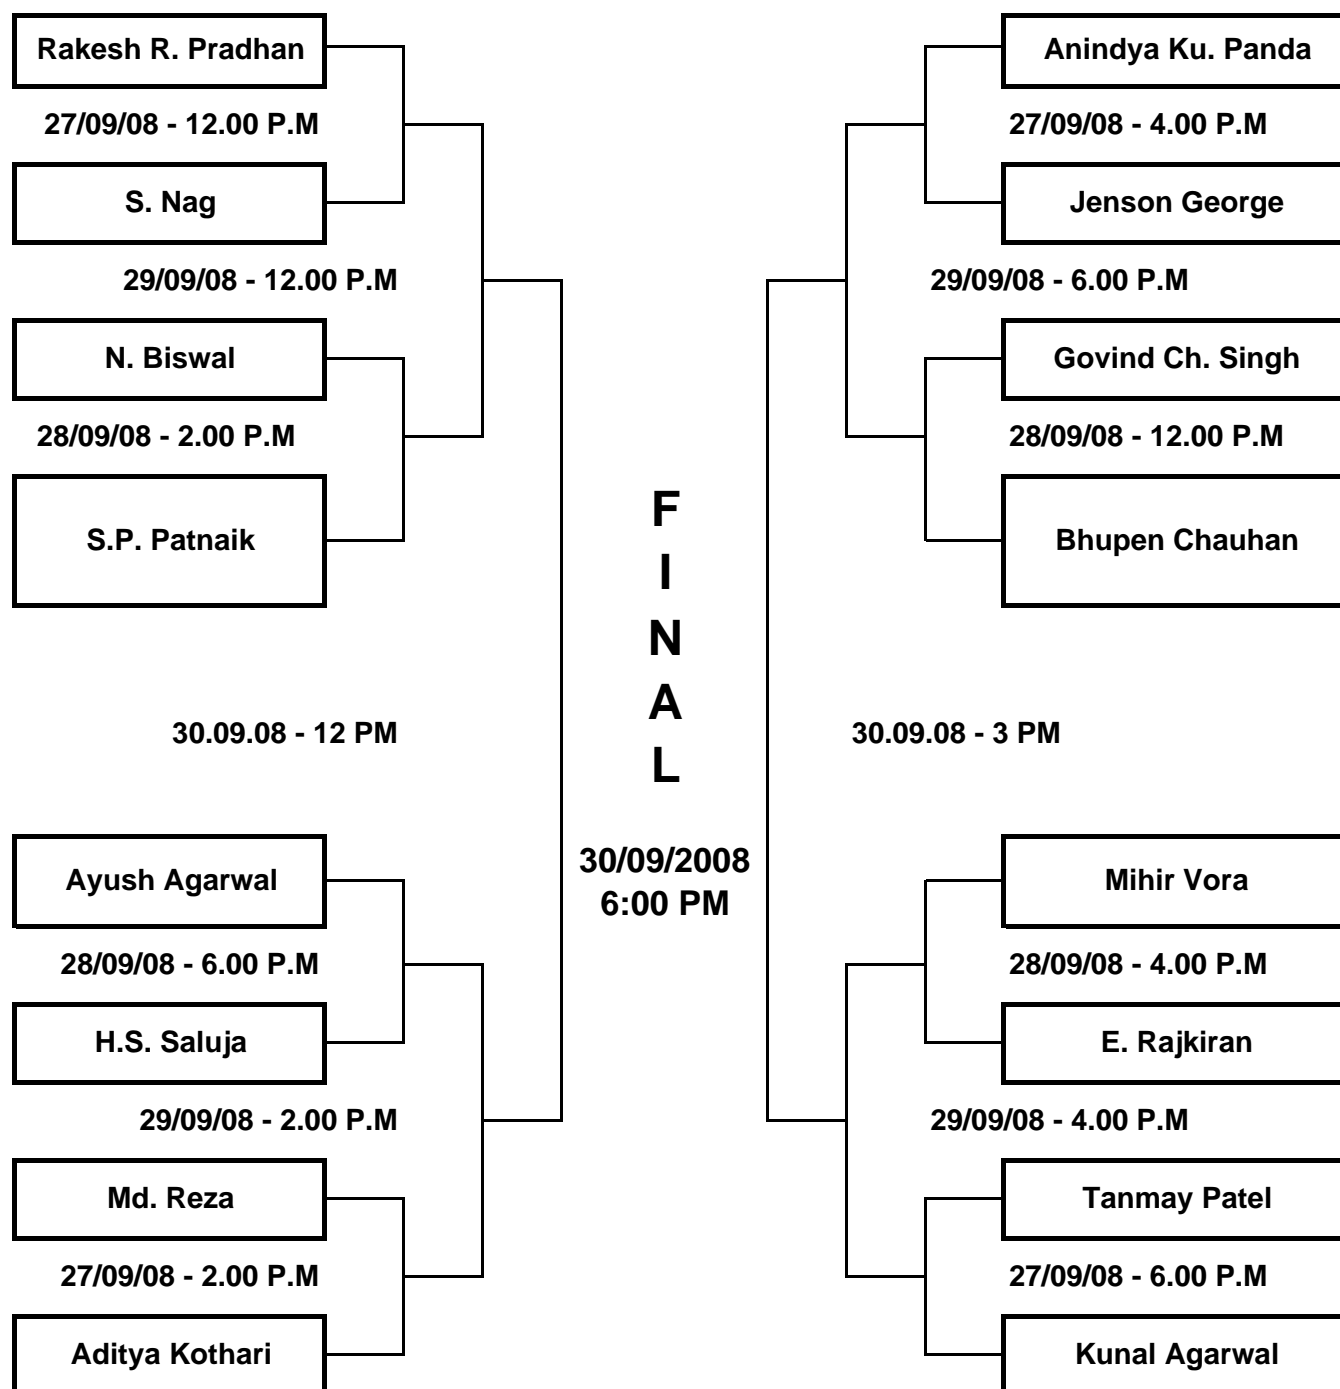 Rakesh R. Pradhan
27/09/08 - 12.00 P.M
S. Nag
29/09/08 - 12.00 P.M
N. Biswal
28/09/08 - 2.00 P.M
S.P. Patnaik
30.09.08 - 12 PM
Ayush Agarwal
28/09/08 - 6.00 P.M
H.S. Saluja
29/09/08 - 2.00 P.M
Md. Reza
27/09/08 - 2.00 P.M
Aditya Kothari
F
I
N
A
L
30/09/2008
6:00 PM
Anindya Ku. Panda
27/09/08 - 4.00 P.M
Jenson George
29/09/08 - 6.00 P.M
Govind Ch. Singh
28/09/08 - 12.00 P.M
Bhupen Chauhan
30.09.08 - 3 PM
Mihir Vora
28/09/08 - 4.00 P.M
E. Rajkiran
29/09/08 - 4.00 P.M
Tanmay Patel
27/09/08 - 6.00 P.M
Kunal Agarwal